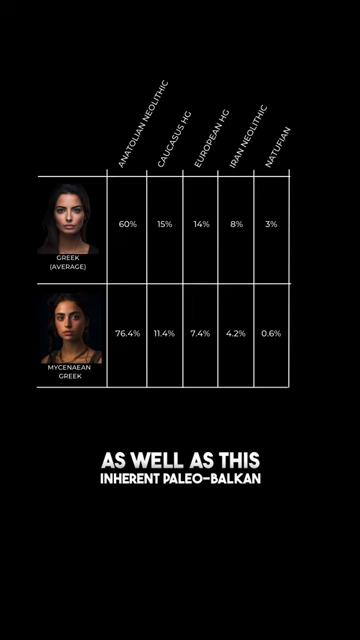 ANATOLIAN NEOLITHIC
CAUCASUS HG
EUROPEAN HG
IRAN NEOLITHIC
NATUFIAN
60% 15% 14% 8% 3%
GREEK
(AVERAGE)
76.4% 11.4% 7.4% 4.2% 0.6%
MYCENAEAN
GREEK
AS WELL AS THIS
INHERENT PALEO-BALKAN